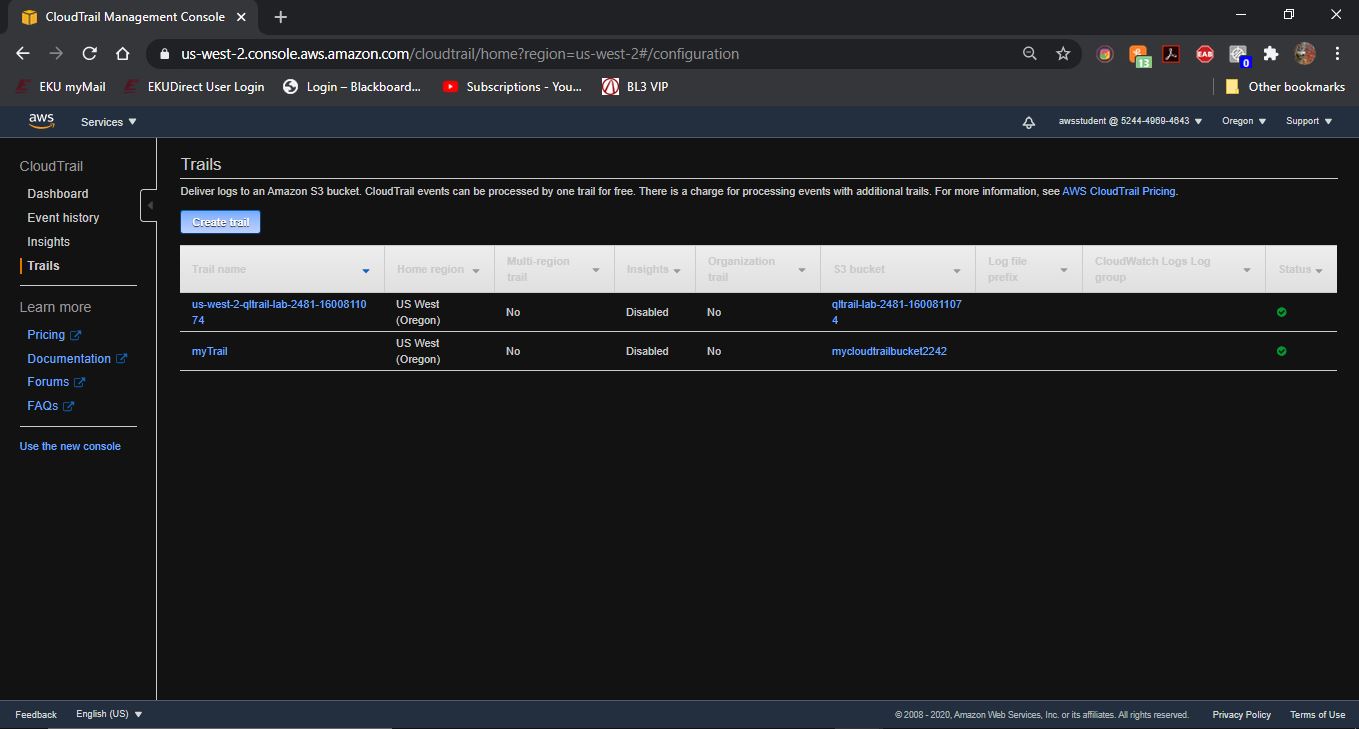 CloudTrail Management Console
us-west-2.console.aws.amazon.com/cloudtrail/home?region=us-west-2#/configuration
13
EAB
0
EKU myMail
EKUDirect User Login
Login – Blackboard...
Subscriptions - You...
BL3 VIP
Other bookmarks
aws
Services
awsstudent @ 5244-4969-4643
Oregon
Support
CloudTrail
Dashboard
Event history
Insights
Trails
Learn more
Pricing
Documentation
Forums
FAQs
Use the new console
Trails
Deliver logs to an Amazon S3 bucket. CloudTrail events can be processed by one trail for free. There is a charge for processing events with additional trails. For more information, see AWS CloudTrail Pricing.
Create trail
Trail name
Home region
Multi-region
trail
Insights
Organization
trail
S3 bucket
Log file
prefix
CloudWatch Logs Log
group
Status
us-west-2-qltrail-lab-2481-16008110
74
US West
(Oregon)
No
Disabled
No
qltrail-lab-2481-160081107
4
myTrail
US West
(Oregon)
No
Disabled
No
mycloudtrailbucket2242
Feedback
English (US)
© 2008 - 2020, Amazon Web Services, Inc. or its affiliates. All rights reserved.
Privacy Policy
Terms of Use